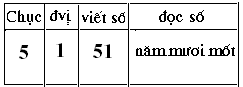 Chục đvị viết số đọc số
5 1 51 năm mươi mốt